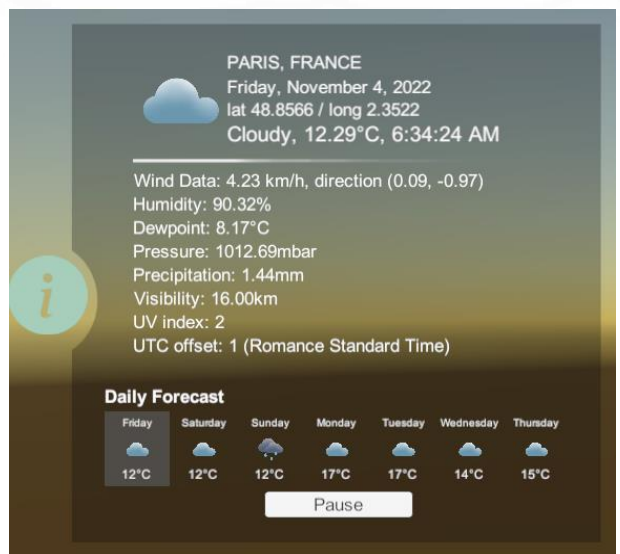 PARIS, FRANCE
Friday, November 4, 2022
lat 48.8566 / long 2.3522
Cloudy, 12.29°C, 6:34:24 AM
Wind Data: 4.23 km/h, direction (0.09, -0.97)
Humidity: 90.32%
Dewpoint: 8.17°C
Pressure: 1012.69mbar
Precipitation: 1.44mm
Visibility: 16.00km
UV index: 2
UTC offset: 1 (Romance Standard Time)
i
Daily Forecast
Friday Saturday Sunday Monday Tuesday Wednesday Thursday
12°C 12°C 12°C 17°C 17°C 14°C 15°C
Pause